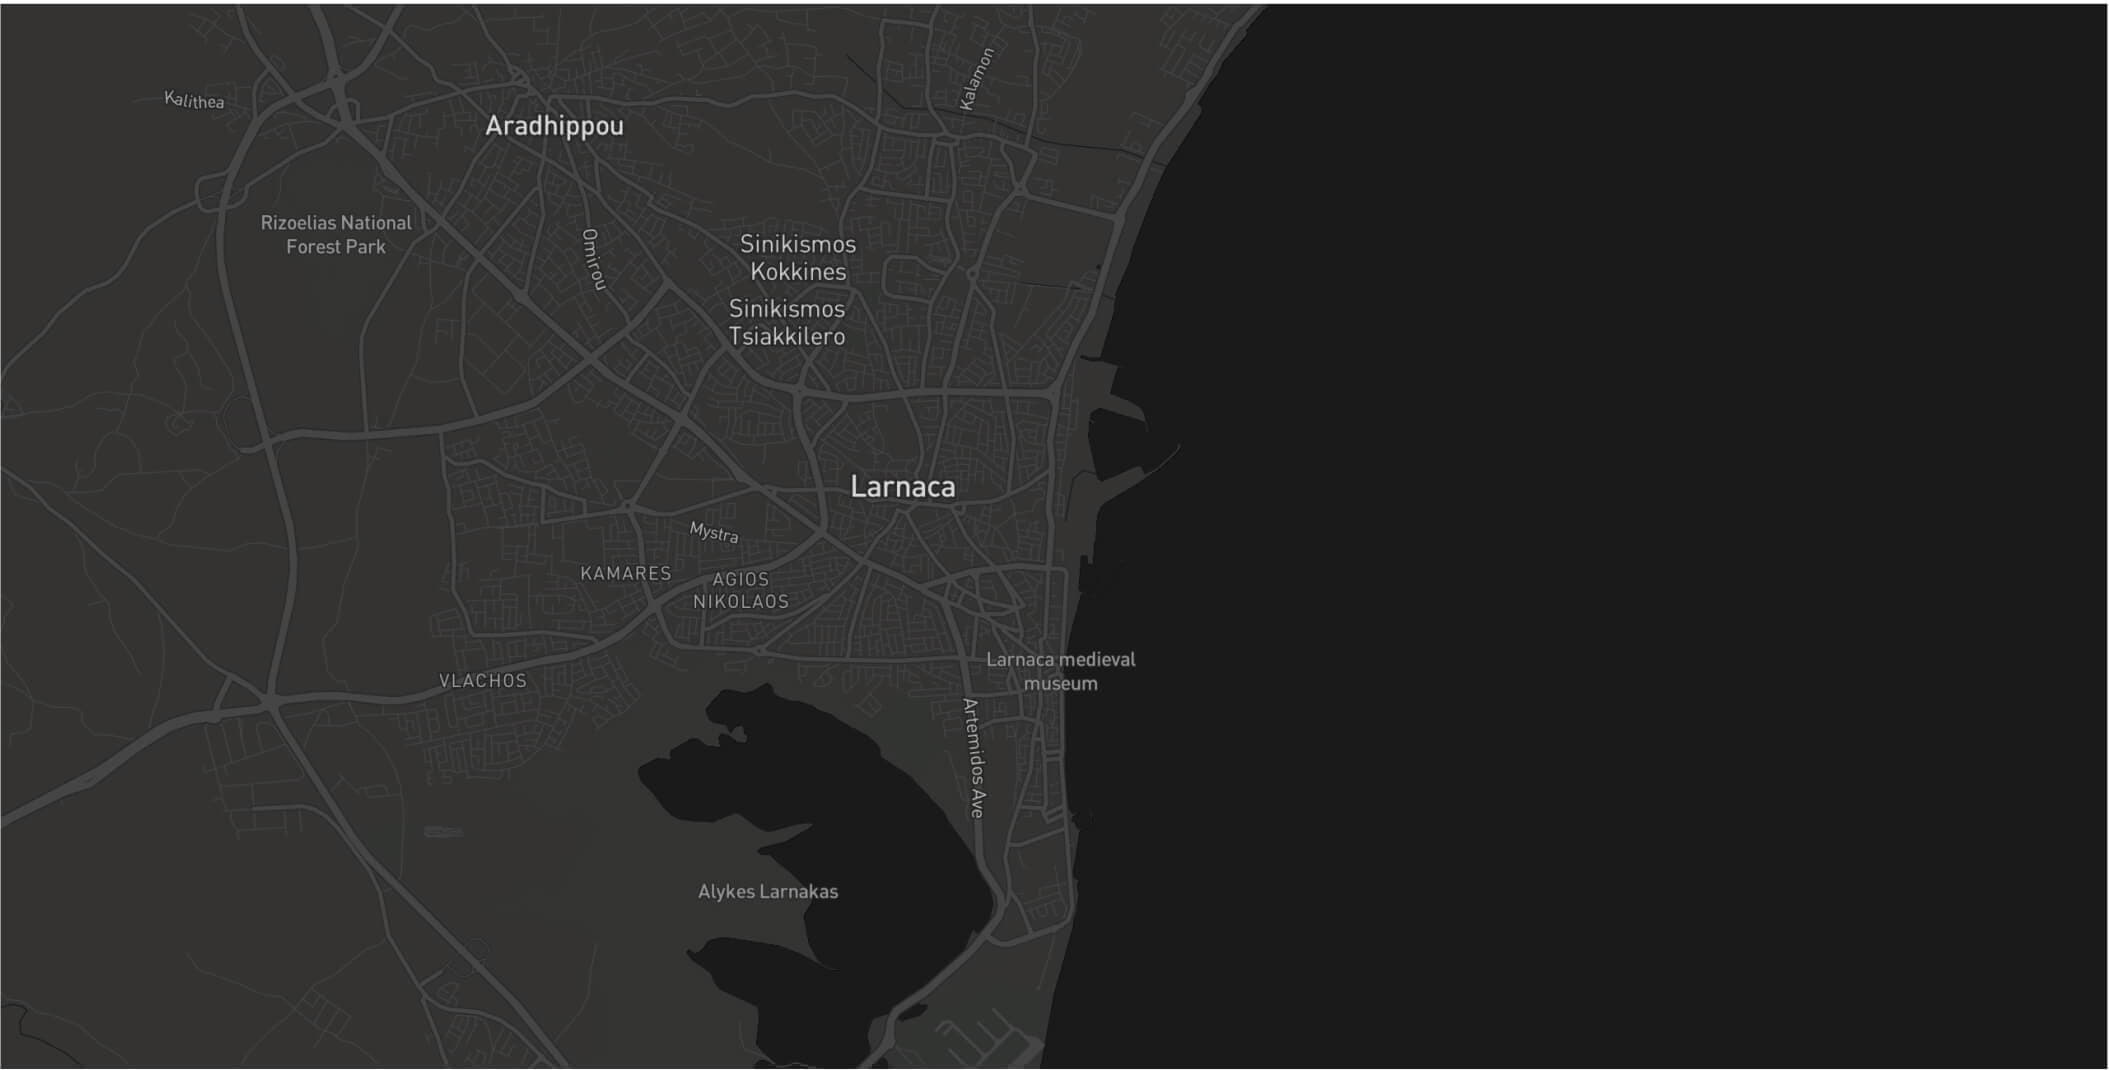 Kalamon
Kalithea
Aradhippou
Rizoelias National
Forest Park
Omirou
Sinikismos
Kokkines
Sinikismos
Tsiakkilero
Larnaca
Mystra
KAMARES
AGIOS
NIKOLAOS
Larnaca medieval
museum
VLACHOS
Artemidos Ave
Alykes Larnakas